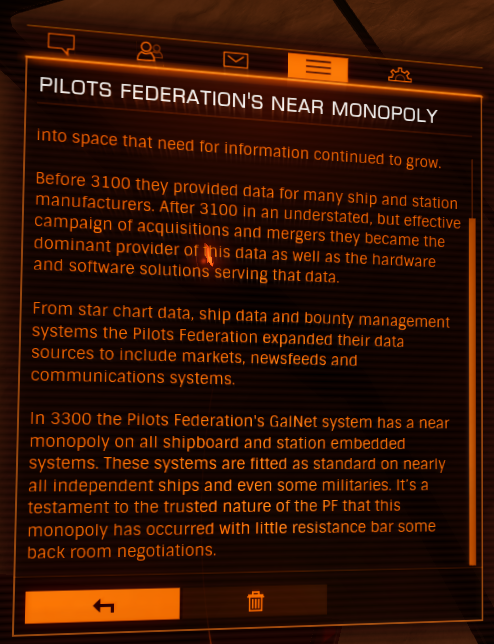 PILOTS FEDERATION'S NEAR MONOPOLY
into space that need for information continued to grow.
Before 3100 they provided data for many ship and station
manufacturers. After 3100 in an understated, but effective
campaign of acquisitions and mergers they became the
dominant provider of this data as well as the hardware
and software solutions serving that data.
From star chart data, ship data and bounty management
systems the Pilots Federation expanded their data
sources to include markets, newsfeeds and
communications systems.
In 3300 the Pilots Federation's GalNet system has a near
monopoly on all shipboard and station embedded
systems. These systems are fitted as standard on nearly
all independent ships and even some militaries. It's a
testament to the trusted nature of the PF that this
monopoly has occurred with little resistance bar some
back room negotiations.